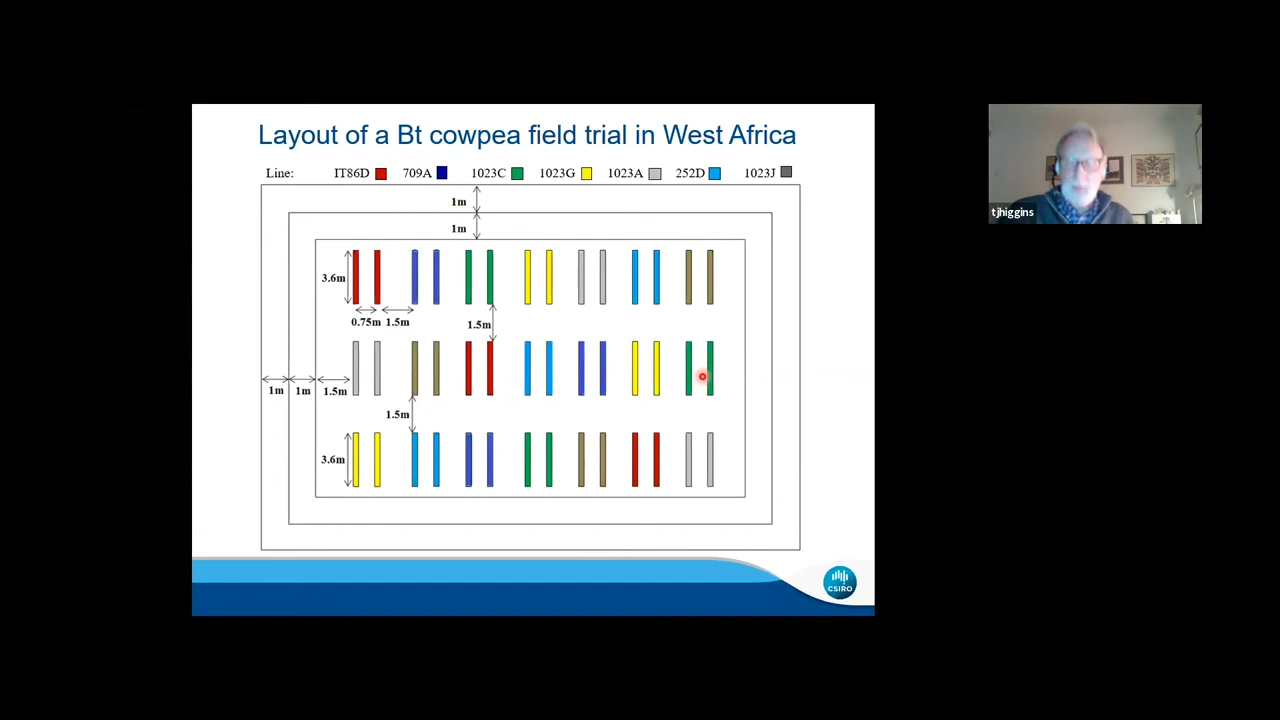 Layout of a Bt cowpea field trial in West Africa
Line: IT86D 709A 1023C 1023G 1023A 252D 1023J
1m
1m
3.6m
0.75m 1.5m
1.5m
1m 1m 1.5m
1.5m
3.6m
CSIRO
tjhiggins